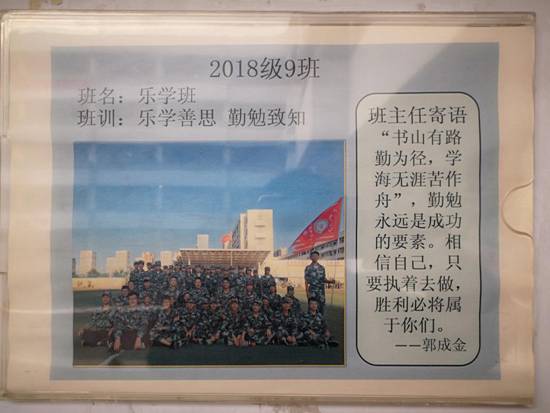 2018级9班
班名：乐学班
班训：乐学善思 勤勉致知
班主任寄语
“书山有路
勤为径，学
海无涯苦作
舟”，勤勉
永远是成功
的要素。相
信自己，只
要执着去做，
胜利必将属
于你们。
——郭成金